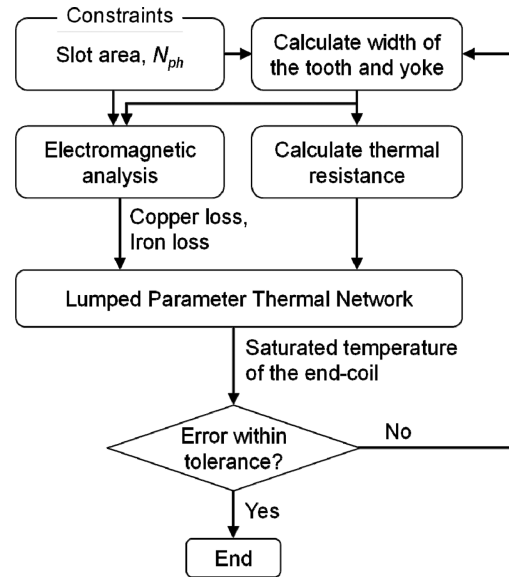 Constraints
Slot area, Nph
Calculate width of
the tooth and yoke
Electromagnetic
analysis
Calculate thermal
resistance
Copper loss,
Iron loss
Lumped Parameter Thermal Network
Saturated temperature
of the end-coil
Error within
tolerance?
No
Yes
End